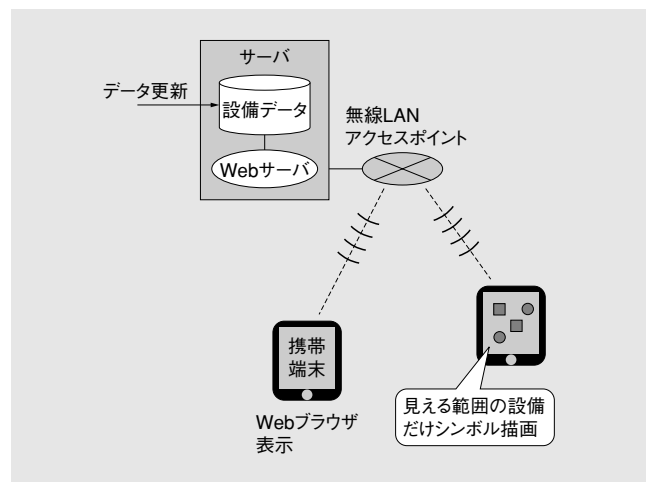 サーバ
データ更新
設備データ
Webサーバ
無線LAN
アクセスポイント
携帯
端末
Webブラウザ
表示
見える範囲の設備
だけシンボル描画